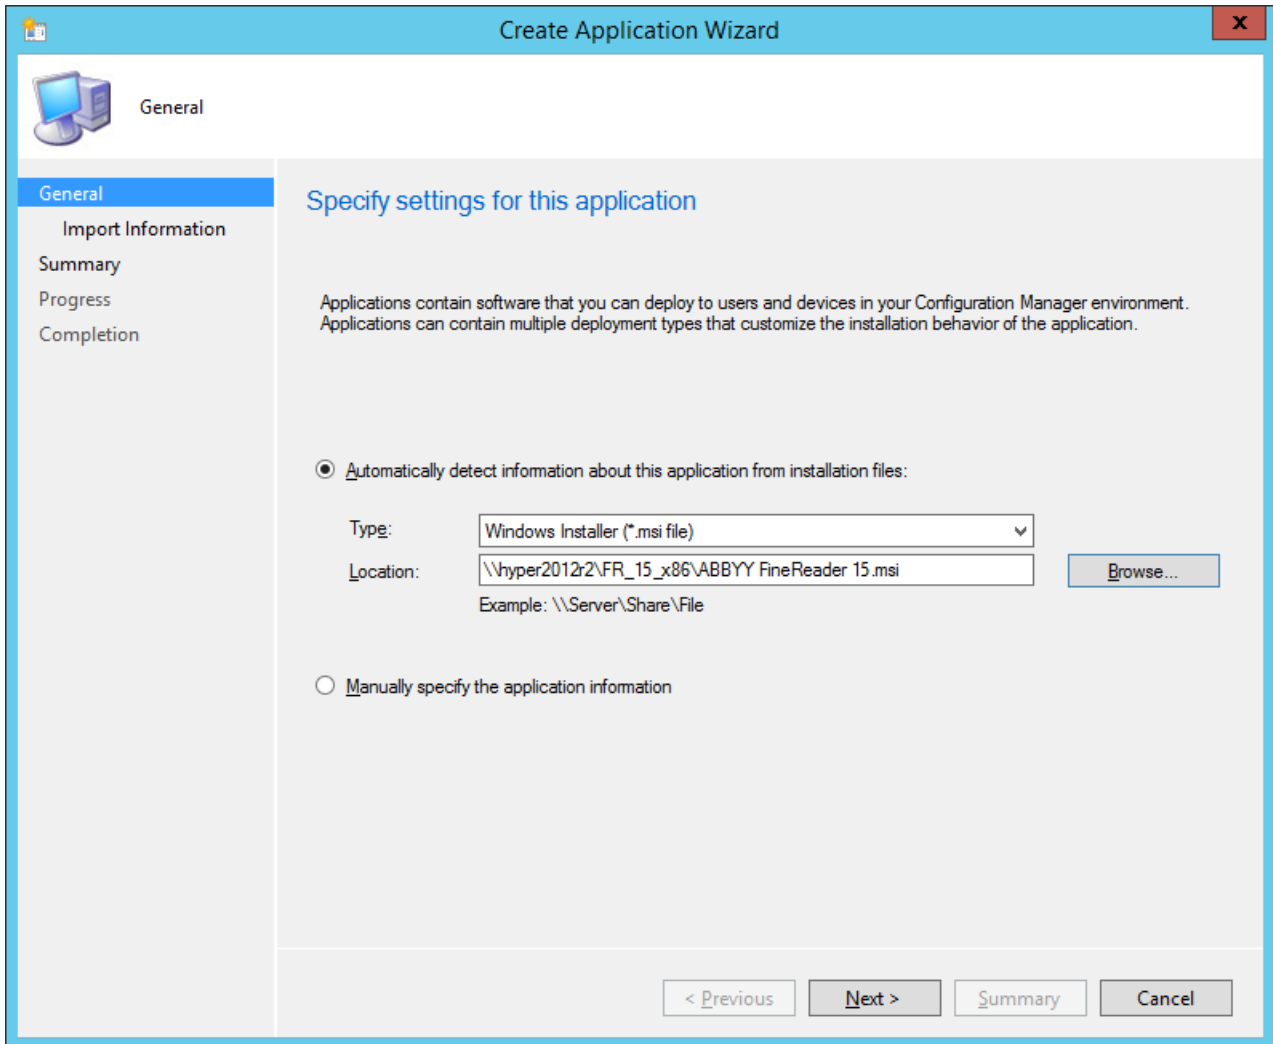 Create Application Wizard
x
General
General
Import Information
Summary
Progress
Completion
Specify settings for this application
Applications contain software that you can deploy to users and devices in your Configuration Manager environment.
Applications can contain multiple deployment types that customize the installation behavior of the application.
Automatically detect information about this application from installation files:
Type: Windows Installer (*.msi file)
Location: \\hyper2012r2\FR_15_x86\ABBYY FineReader 15.msi Browse...
Example: \\Server\Share\File
Manually specify the application information
< Previous Next > Summary Cancel